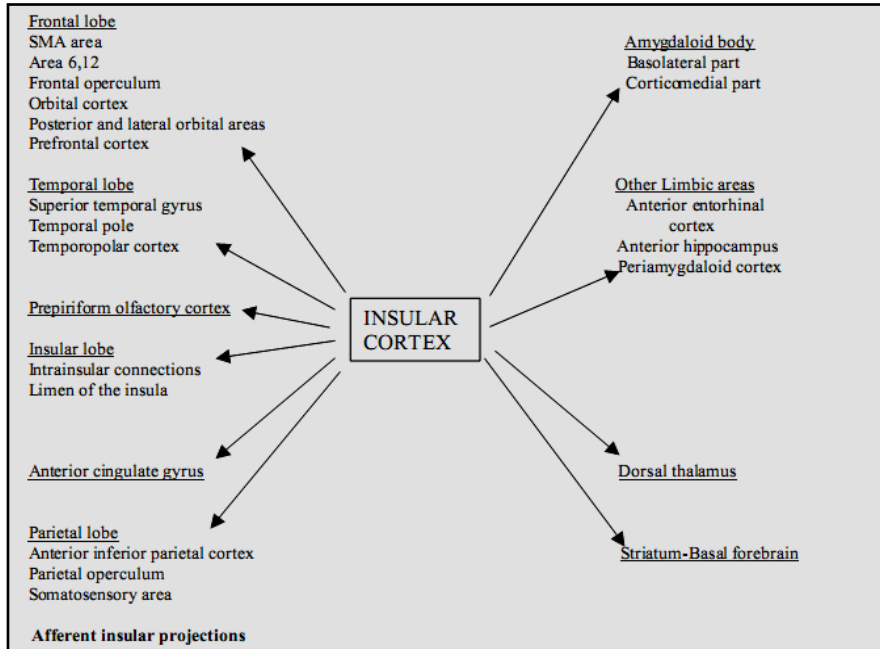 Frontal lobe
SMA area
Area 6,12
Frontal operculum
Orbital cortex
Posterior and lateral orbital areas
Prefrontal cortex
Temporal lobe
Superior temporal gyrus
Temporal pole
Temporopolar cortex
Prepiriform olfactory cortex
Insular lobe
Intrainsular connections
Limen of the insula
Anterior cingulate gyrus
Parietal lobe
Anterior inferior parietal cortex
Parietal operculum
Somatosensory area
Afferent insular projections
INSULAR
CORTEX
Amygdaloid body
Basolateral part
Corticomedial part
Other Limbic areas
Anterior entorhinal
cortex
Anterior hippocampus
Periamygdaloid cortex
Dorsal thalamus
Striatum-Basal forebrain